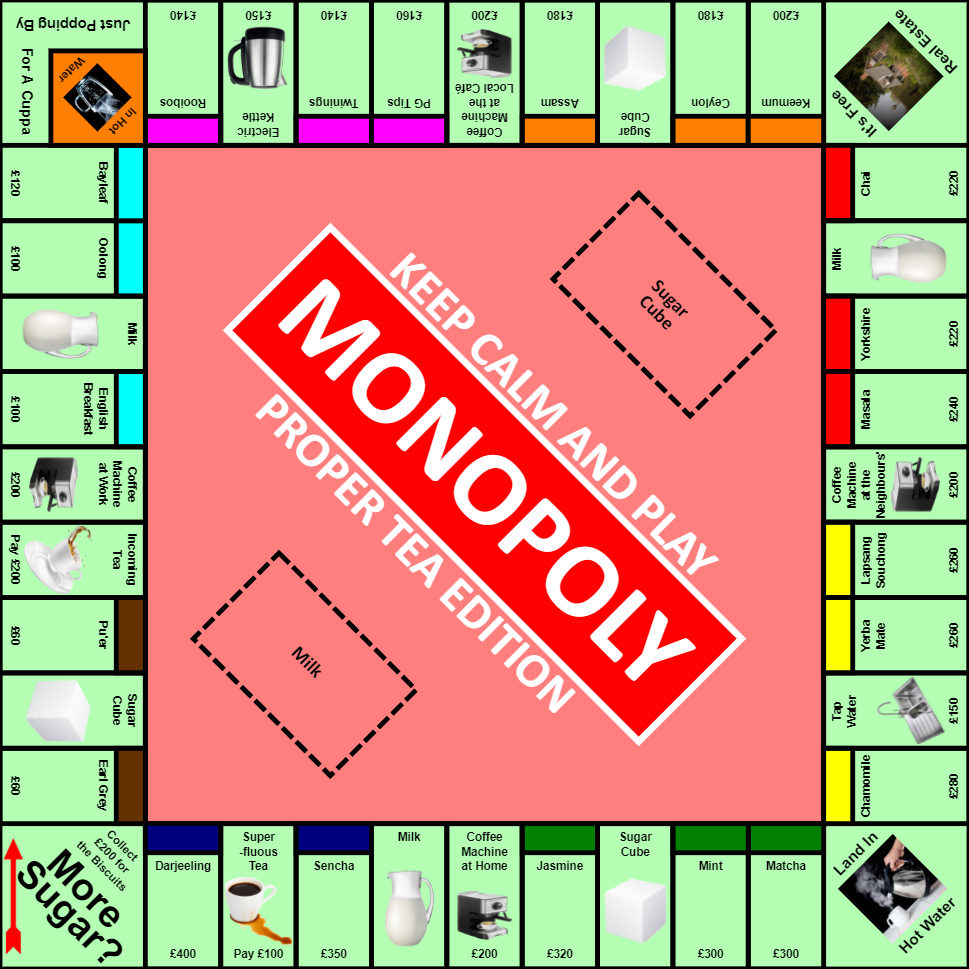 Just Popping By
For A Cuppa
In Hot
Water
Rooibos
£140
Electric
Kettle
£150
Twinings
£140
PG Tips
£160
Coffee
Machine
at the
Local Café
£200
Assam
£180
Sugar
Cube
Ceylon
£180
Keemum
£200
It's Free
Real Estate
Chai
£220
Milk
Yorkshire
£220
Masala
£240
Coffee
Machine
at the
Neighbours'
£200
Lapsang
Souchong
£260
Yerba
Mate
£260
Tap
Water
£150
Chamomile
£280
Land In
Hot Water
Matcha
£300
Mint
£300
Sugar
Cube
Jasmine
£320
Coffee
Machine
at Home
£200
Milk
Sencha
£350
Super
-fluous
Tea
Pay £100
Darjeeling
£400
Collect
£200 for
the Biscuits
More
Sugar?
Earl Grey
£60
Sugar
Cube
Pu'er
£60
Incoming
Tea
Pay £200
Coffee
Machine
at Work
£200
English
Breakfast
£100
Milk
Oolong
£100
Bayleaf
£120
Sugar
Cube
KEEP CALM AND PLAY
MONOPOLY
PROPER TEA EDITION
Milk